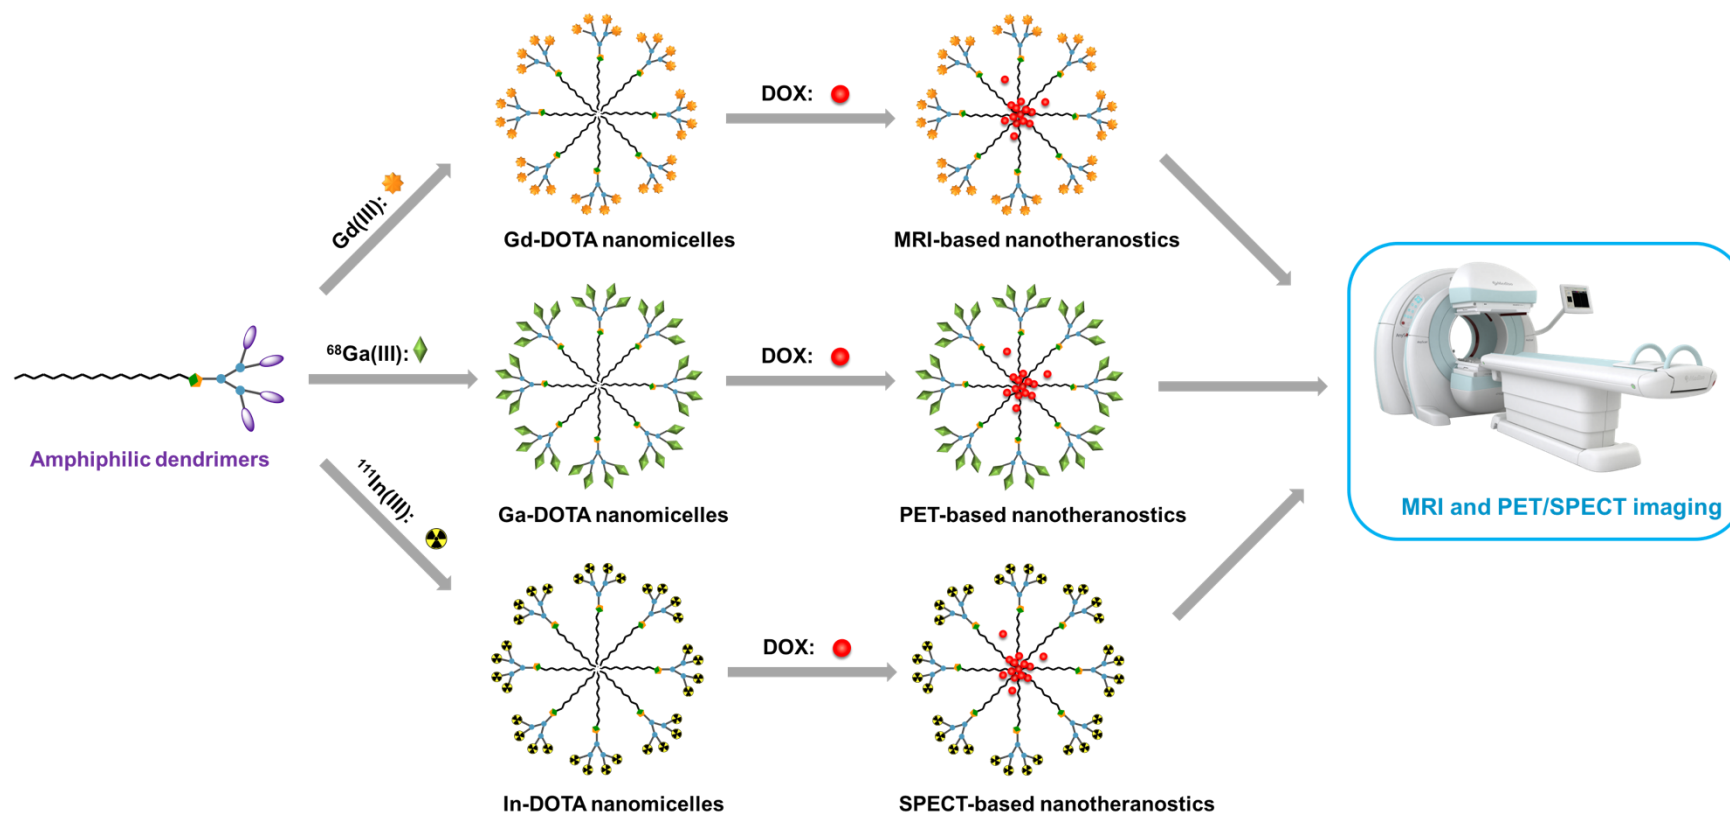 DOX:
Gd(III):
Gd-DOTA nanomicelles
MRI-based nanotheranostics
⁶⁸Ga(III):
DOX:
Amphiphilic dendrimers
¹¹¹In(III):
Ga-DOTA nanomicelles
PET-based nanotheranostics
MRI and PET/SPECT imaging
DOX:
In-DOTA nanomicelles
SPECT-based nanotheranostics